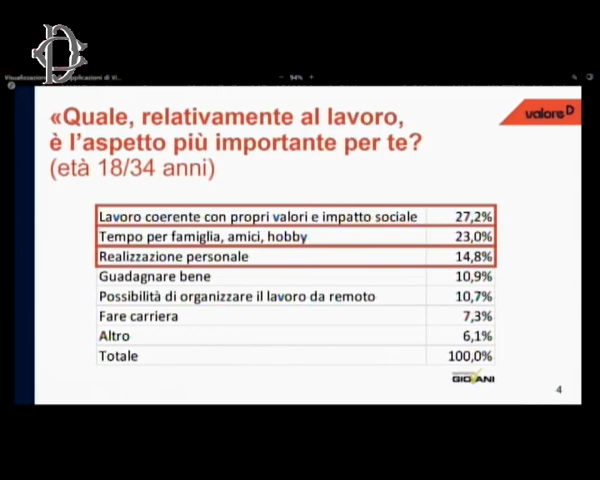 94%
«Quale, relativamente al lavoro,
è l'aspetto più importante per te?
(età 18/34 anni)
valore D
Lavoro coerente con propri valori e impatto sociale 27,2%
Tempo per famiglia, amici, hobby 23,0%
Realizzazione personale 14,8%
Guadagnare bene 10,9%
Possibilità di organizzare il lavoro da remoto 10,7%
Fare carriera 7,3%
Altro 6,1%
Totale 100,0%
GIOVANI
4